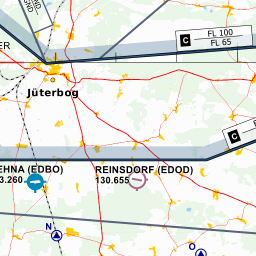 FL 100
C
FL 65
Jüterbog
C
EHNA (EDBO)
3.260
REINSDORF (EDOD)
130.655
N
O